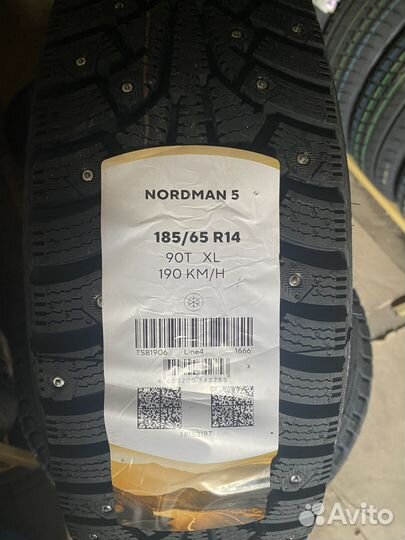 NORDMAN 5
185/65 R14
90T XL
190 KM/H
TS81906 Line4 1666
Avito